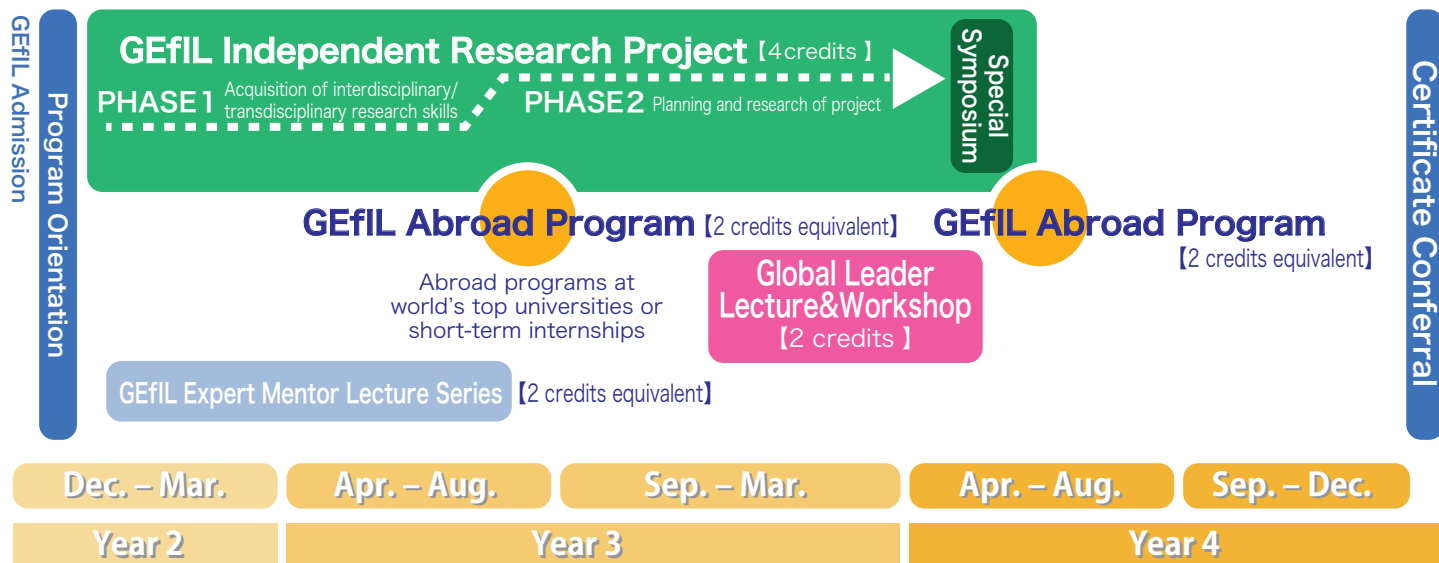 GEfIL Admission
Program Orientation
GEfIL Independent Research Project【4credits 】
PHASE1 Acquisition of interdisciplinary/
transdisciplinary research skills
PHASE2 Planning and research of project
Special
Symposium
GEfIL Abroad Program【2 credits equivalent】
Abroad programs at
world's top universities or
short-term internships
GEfIL Abroad Program
【2 credits equivalent】
Global Leader
Lecture&Workshop
【2 credits 】
GEfIL Expert Mentor Lecture Series【2 credits equivalent】
Certificate Conferral
Dec. – Mar.
Apr. – Aug.
Sep. – Mar.
Apr. – Aug.
Sep. – Dec.
Year 2
Year 3
Year 4